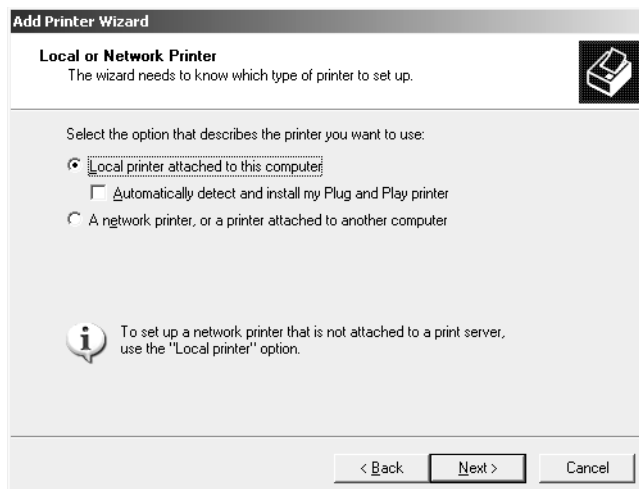 Add Printer Wizard
Local or Network Printer
The wizard needs to know which type of printer to set up.
Select the option that describes the printer you want to use:
Local printer attached to this computer
Automatically detect and install my Plug and Play printer
A network printer, or a printer attached to another computer
To set up a network printer that is not attached to a print server,
use the "Local printer" option.
< Back
Next >
Cancel